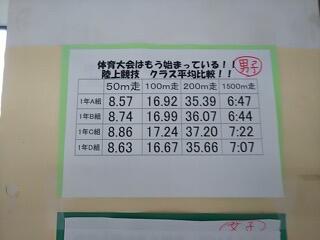 体育大会はもう始まっている！！
男子
陸上競技　クラス平均比較！！
50m走 100m走 200m走 1500m走
1年A組 8.57 16.92 35.39 6:47
1年B組 8.74 16.99 36.07 6:44
1年C組 8.86 17.24 37.20 7:22
1年D組 8.63 16.67 35.66 7:07
(女子)